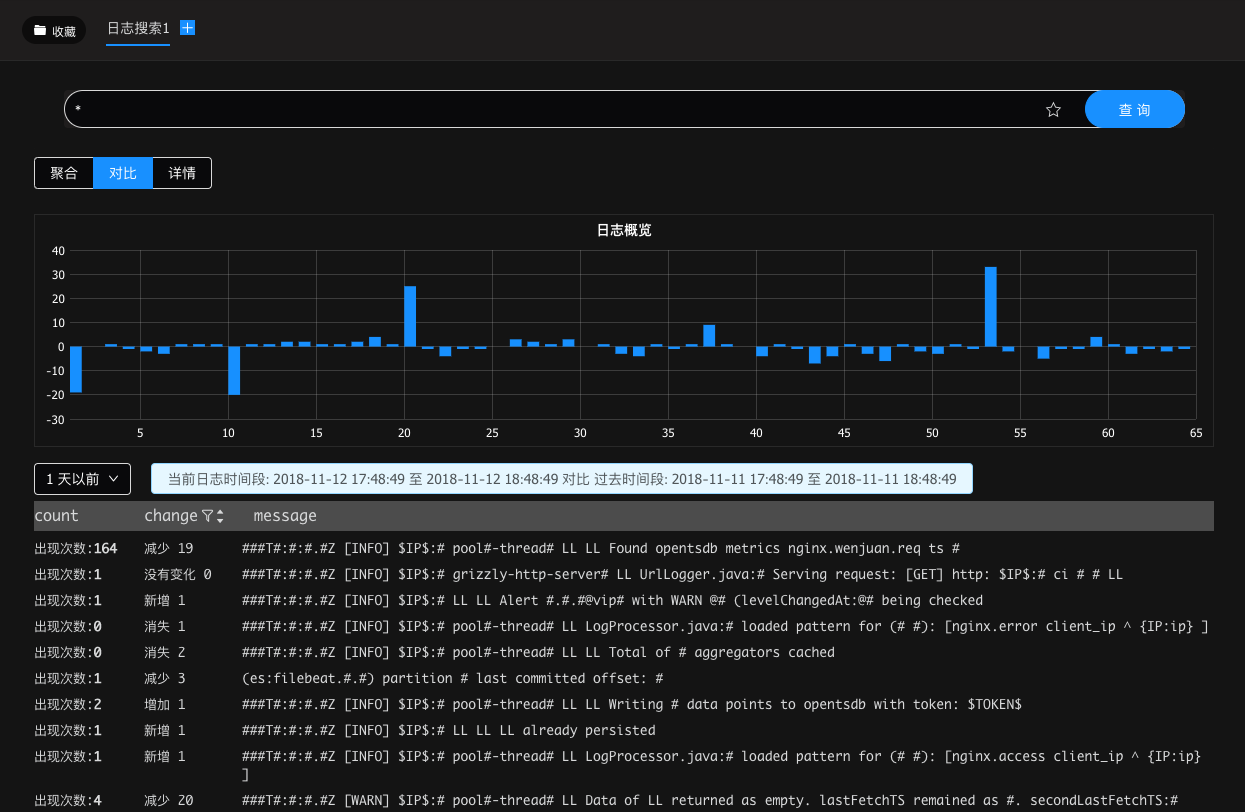 收藏 日志搜索1
*
查 询
聚合 对比 详情
日志概览
40
30
20
10
0
-10
-20
-30
5 10 15 20 25 30 35 40 45 50 55 60 65
1 天以前 当前日志时间段: 2018-11-12 17:48:49 至 2018-11-12 18:48:49 对比 过去时间段: 2018-11-11 17:48:49 至 2018-11-11 18:48:49
count change message
出现次数:164 减少 19 ###T#:#:#.#Z [INFO] $IP$:# pool#-thread# LL LL Found opentsdb metrics nginx.wenjuan.req ts #
出现次数:1 没有变化 0 ###T#:#:#.#Z [INFO] $IP$:# grizzly-http-server# LL UrlLogger.java:# Serving request: [GET] http: $IP$:# ci # # LL
出现次数:1 新增 1 ###T#:#:#.#Z [INFO] $IP$:# LL LL Alert #.#.#@vip# with WARN @# (levelChangedAt:@# being checked
出现次数:0 消失 1 ###T#:#:#.#Z [INFO] $IP$:# pool#-thread# LL LogProcessor.java:# loaded pattern for (# #): [nginx.error client_ip ^ {IP:ip} ]
出现次数:0 消失 2 ###T#:#:#.#Z [INFO] $IP$:# pool#-thread# LL LL Total of # aggregators cached
出现次数:1 减少 3 (es:filebeat.#.#) partition # last committed offset: #
出现次数:2 增加 1 ###T#:#:#.#Z [INFO] $IP$:# pool#-thread# LL LL Writing # data points to opentsdb with token: $TOKEN$
出现次数:1 新增 1 ###T#:#:#.#Z [INFO] $IP$:# LL LL LL already persisted
出现次数:1 新增 1 ###T#:#:#.#Z [INFO] $IP$:# pool#-thread# LL LogProcessor.java:# loaded pattern for (# #): [nginx.access client_ip ^ {IP:ip}
]
出现次数:4 减少 20 ###T#:#:#.#Z [WARN] $IP$:# pool#-thread# LL Data of LL returned as empty. lastFetchTS remained as #. secondLastFetchTS:#